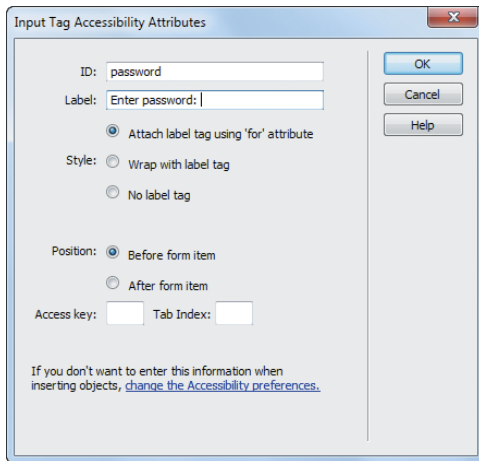 Input Tag Accessibility Attributes
ID: password
OK
Label: Enter password:
Cancel
Attach label tag using 'for' attribute
Help
Style: Wrap with label tag
No label tag
Position: Before form item
After form item
Access key: Tab Index:
If you don't want to enter this information when
inserting objects, change the Accessibility preferences.